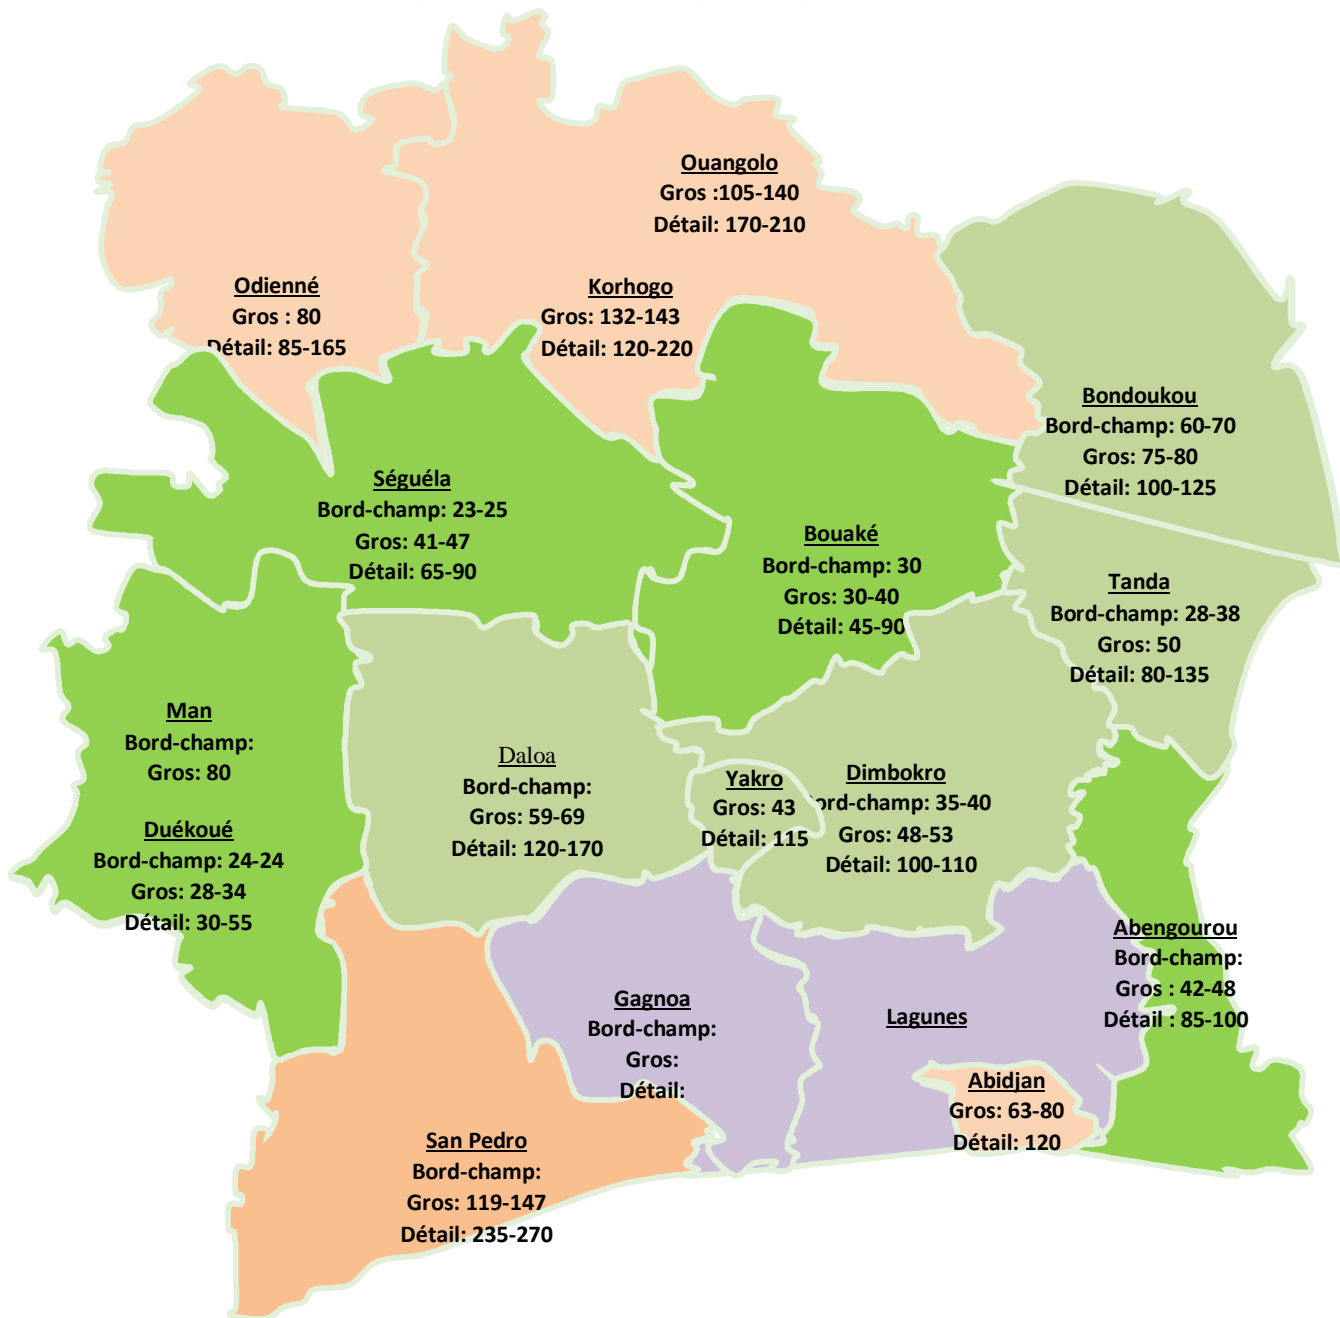 Ouangolo
Gros :105-140
Détail: 170-210
Odienné
Gros : 80
Détail: 85-165
Korhogo
Gros: 132-143
Détail: 120-220
Bondoukou
Bord-champ: 60-70
Gros: 75-80
Détail: 100-125
Séguéla
Bord-champ: 23-25
Gros: 41-47
Détail: 65-90
Bouaké
Bord-champ: 30
Gros: 30-40
Détail: 45-90
Tanda
Bord-champ: 28-38
Gros: 50
Détail: 80-135
Man
Bord-champ:
Gros: 80
Duékoué
Bord-champ: 24-24
Gros: 28-34
Détail: 30-55
Daloa
Bord-champ:
Gros: 59-69
Détail: 120-170
Yakro
Gros: 43
Détail: 115
Dimbokro
Bord-champ: 35-40
Gros: 48-53
Détail: 100-110
Abengourou
Bord-champ:
Gros : 42-48
Détail : 85-100
Gagnoa
Bord-champ:
Gros:
Détail:
Lagunes
Abidjan
Gros: 63-80
Détail: 120
San Pedro
Bord-champ:
Gros: 119-147
Détail: 235-270